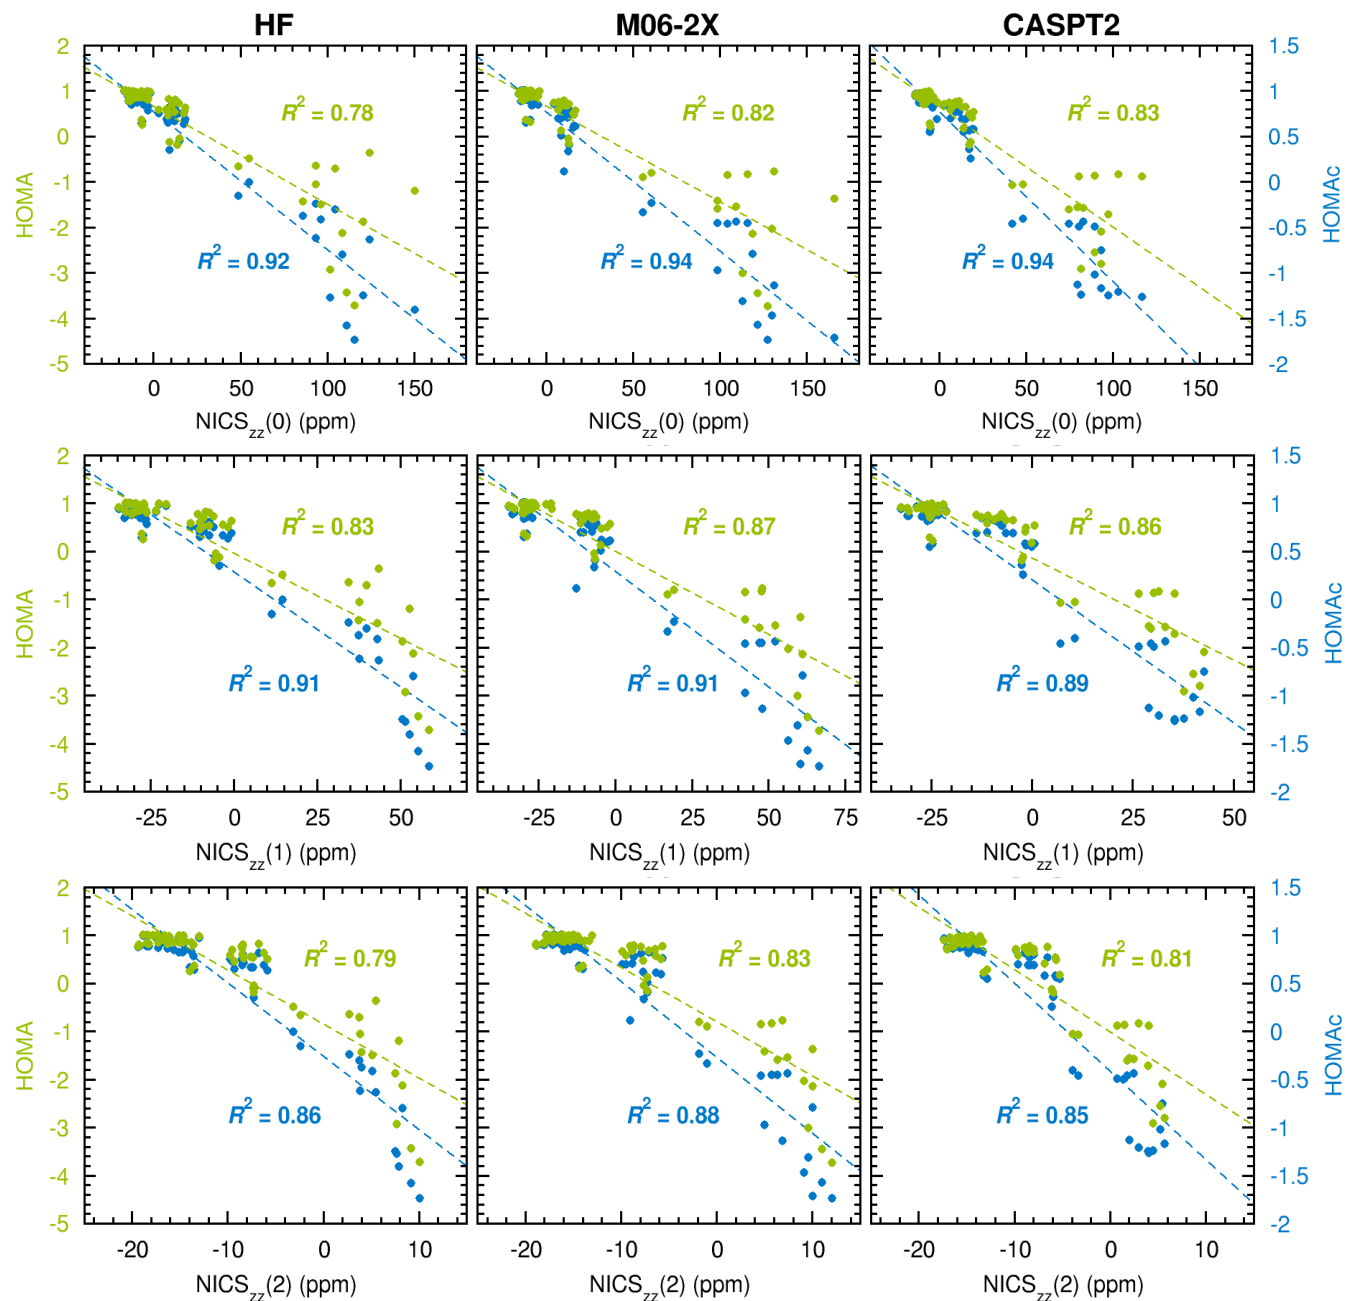 HF M06-2X CASPT2
2 1 0 -1 -2 -3 -4 -5
HOMA
R² = 0.78
R² = 0.92
R² = 0.82
R² = 0.94
R² = 0.83
R² = 0.94
1.5 1 0.5 0 -0.5 -1 -1.5 -2
HOMAc
0 50 100 150 0 50 100 150 0 50 100 150
NICSzz(0) (ppm) NICSzz(0) (ppm) NICSzz(0) (ppm)
2 1 0 -1 -2 -3 -4 -5
HOMA
R² = 0.83
R² = 0.91
R² = 0.87
R² = 0.91
R² = 0.86
R² = 0.89
1.5 1 0.5 0 -0.5 -1 -1.5 -2
HOMAc
-25 0 25 50 -25 0 25 50 75 -25 0 25 50
NICSzz(1) (ppm) NICSzz(1) (ppm) NICSzz(1) (ppm)
2 1 0 -1 -2 -3 -4 -5
HOMA
R² = 0.79
R² = 0.86
R² = 0.83
R² = 0.88
R² = 0.81
R² = 0.85
1.5 1 0.5 0 -0.5 -1 -1.5 -2
HOMAc
-20 -10 0 10 -20 -10 0 10 -20 -10 0 10
NICSzz(2) (ppm) NICSzz(2) (ppm) NICSzz(2) (ppm)